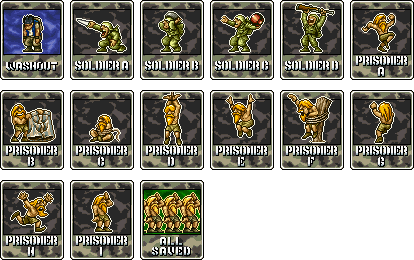 WASHOUT
SOLDIER A
SOLDIER B
SOLDIER C
SOLDIER D
PRISONER
A
PRISONER
B
PRISONER
C
PRISONER
D
PRISONER
E
PRISONER
F
PRISONER
G
PRISONER
H
PRISONER
I
ALL
SAVED